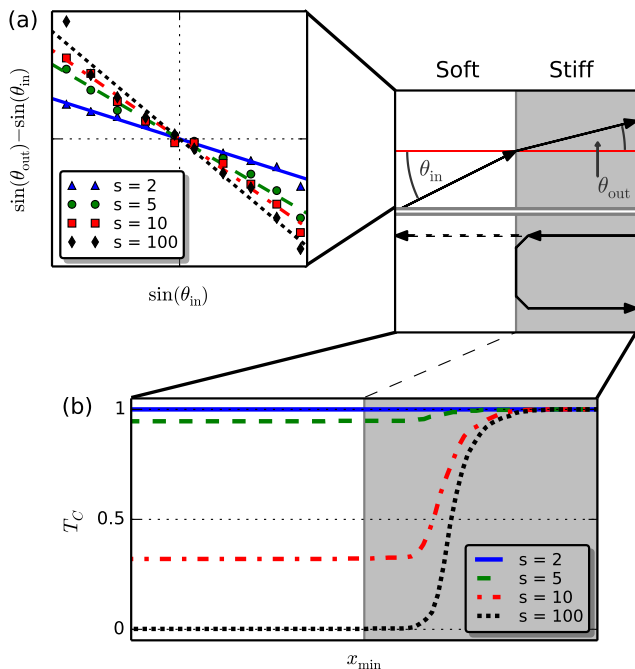 (a)
sin(θout)−sin(θin)
s = 2
s = 5
s = 10
s = 100
sin(θin)
Soft Stiff
θin
θout
(b)
1
0.5
0
TC
s = 2
s = 5
s = 10
s = 100
xmin